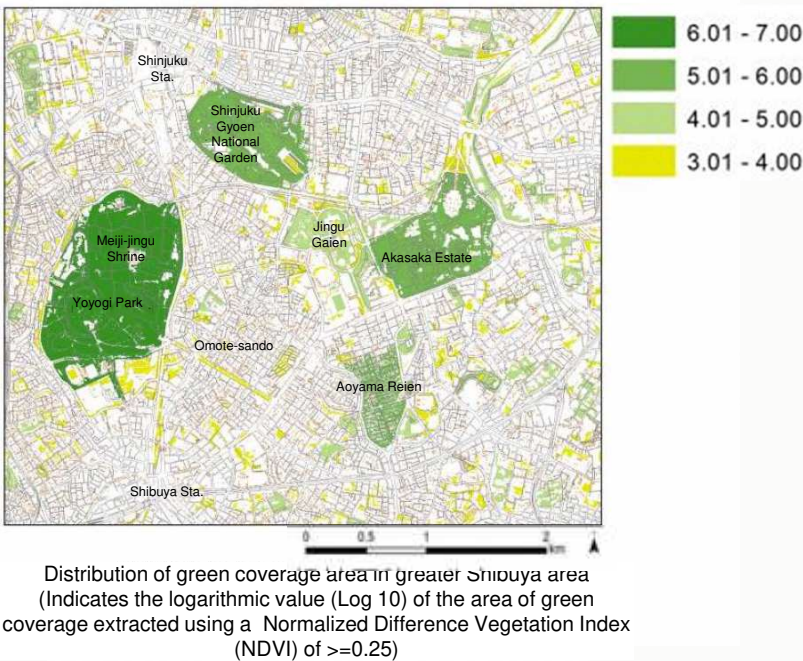 6.01 - 7.00
5.01 - 6.00
4.01 - 5.00
3.01 - 4.00
Shinjuku
Sta.
Shinjuku
Gyoen
National
Garden
Meiji-jingu
Shrine
Jingu
Gaien
Akasaka Estate
Yoyogi Park
Omote-sando
Aoyama Reien
Shibuya Sta.
0 0.5 1 2
km
Distribution of green coverage area in greater Shibuya area
(Indicates the logarithmic value (Log 10) of the area of green
coverage extracted using a Normalized Difference Vegetation Index
(NDVI) of >=0.25)